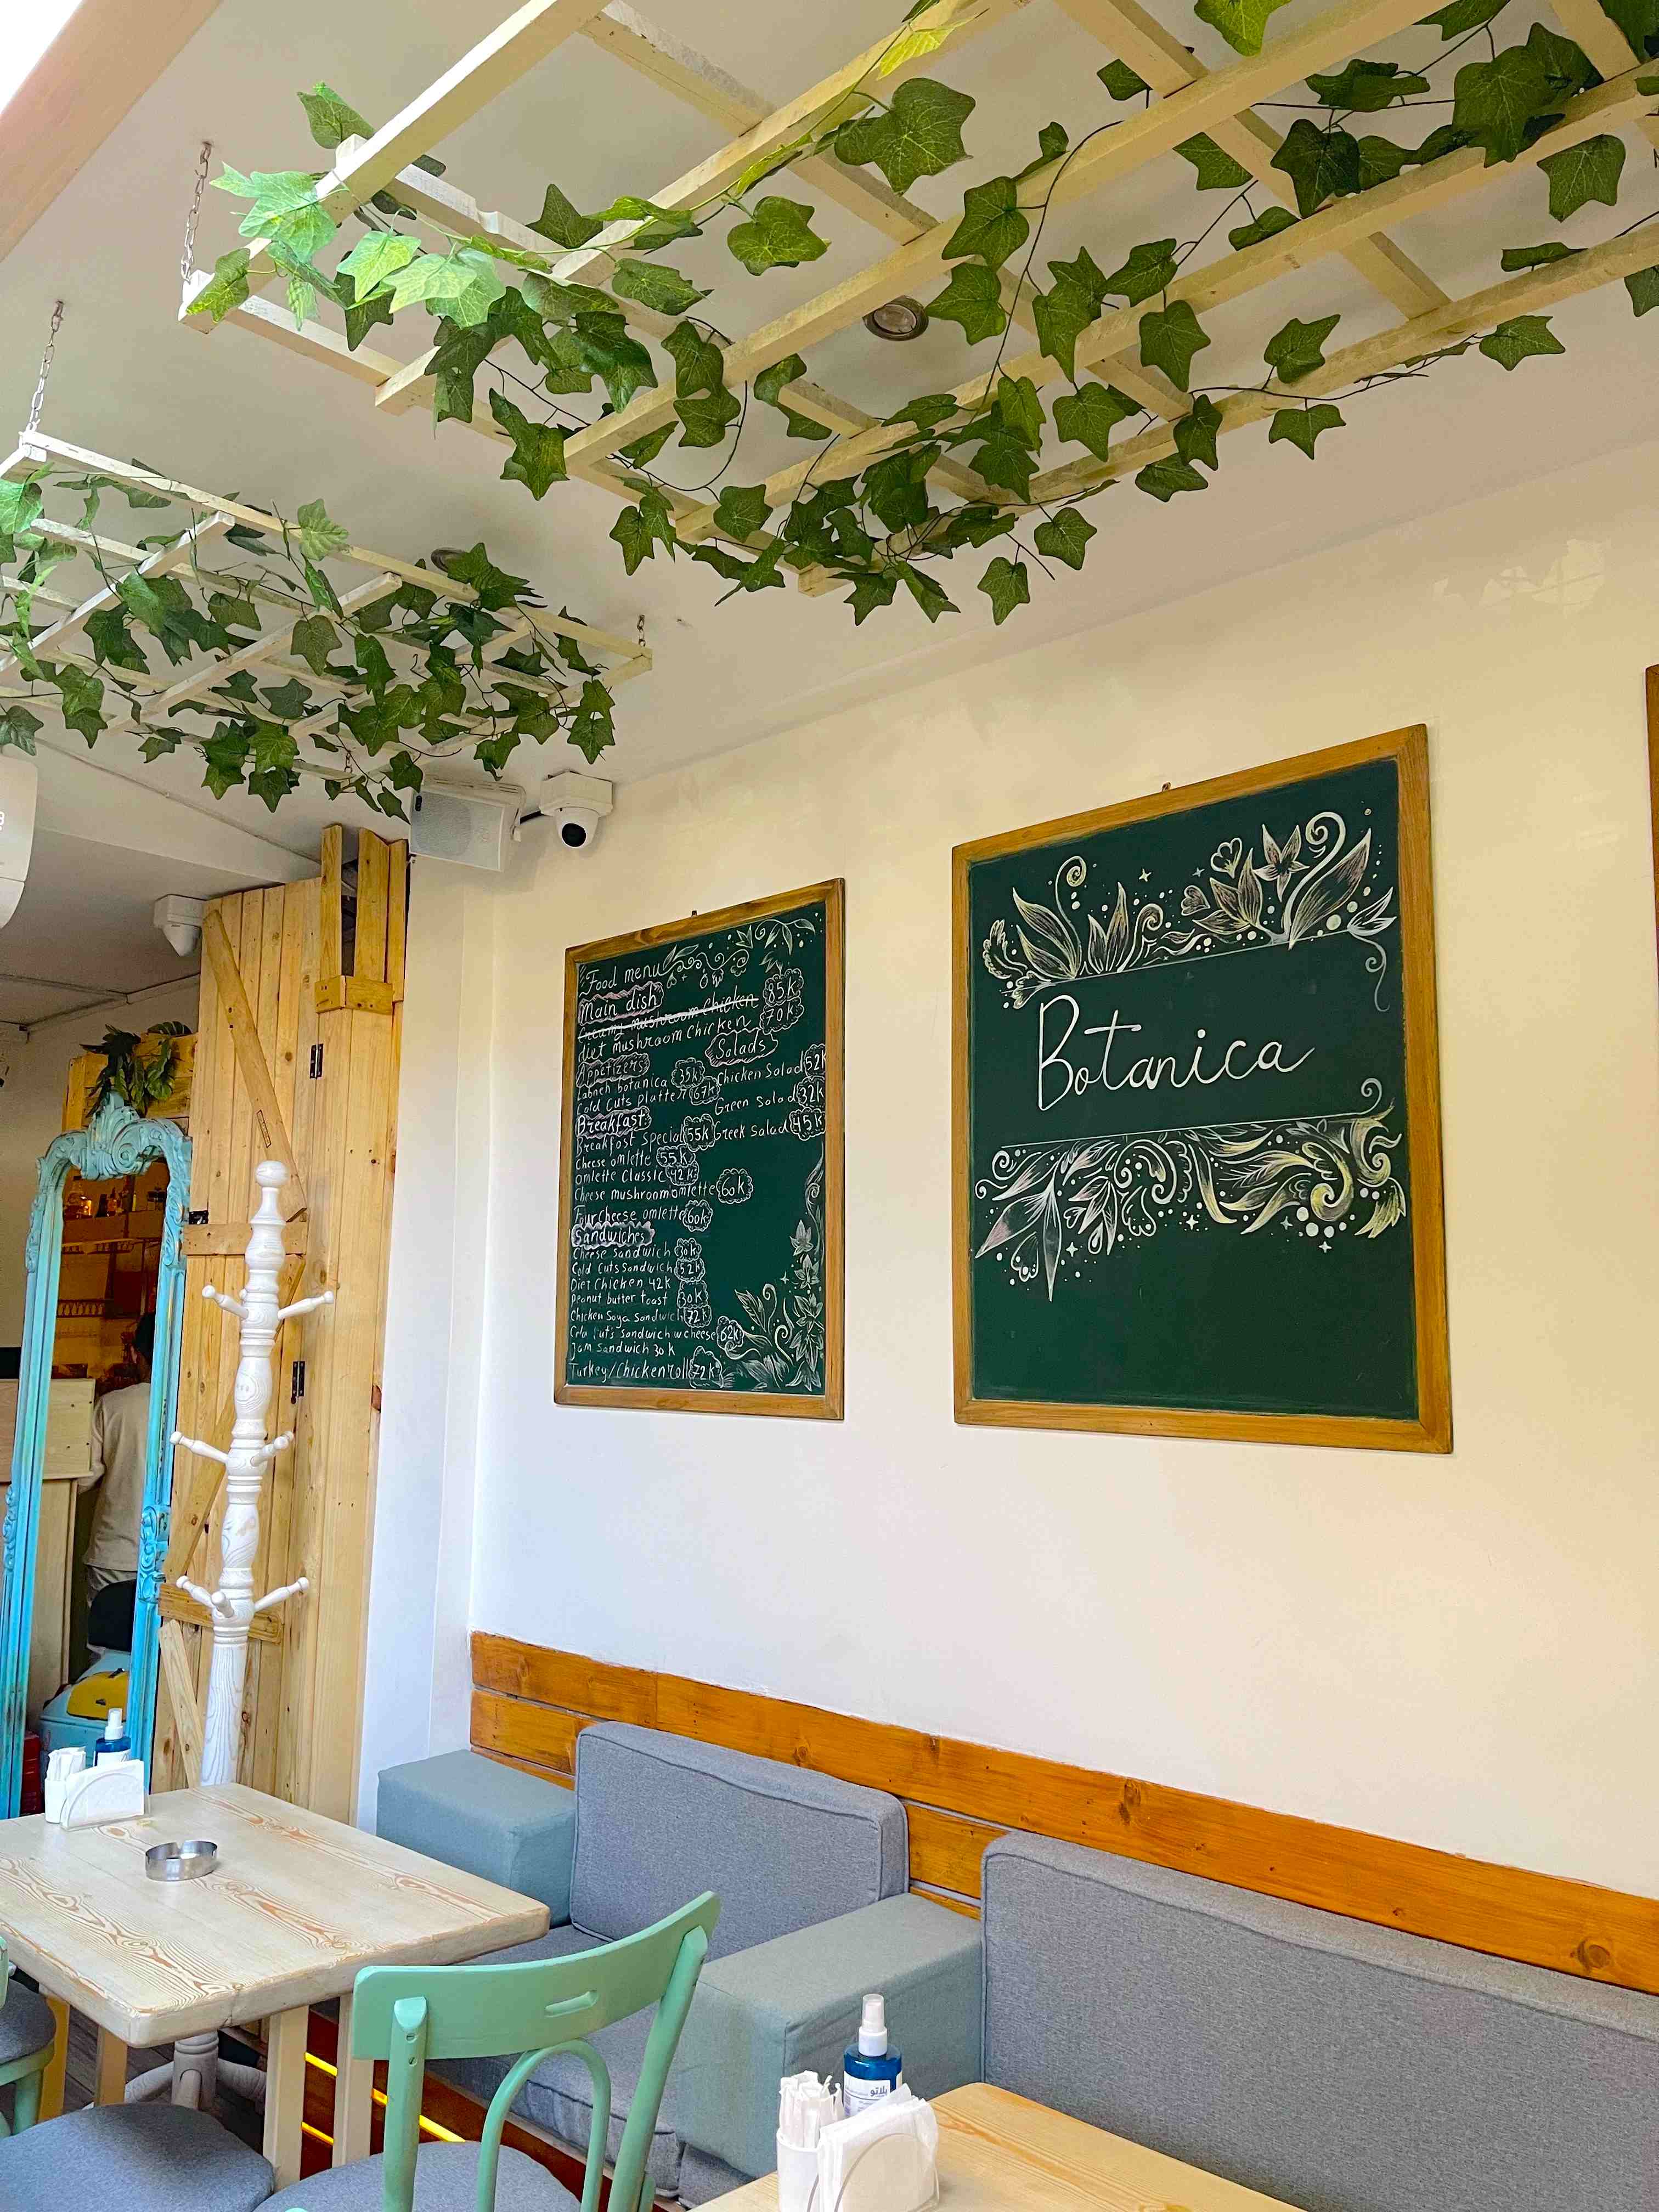 Food menu
Main dish
Creamy mushroom chicken 85k
diet mushroom chicken 70k
Salads
Chicken Salad 52k
Green Salad 32k
Greek Salad 45k
Appetizers
Labneh botanica 35k
Cold Cuts platter 67k
Breakfast
Breakfast special 55k
Cheese omlette 55k
omlette Classic 42k
Cheese mushroom omlette 60k
Four cheese omlette 60k
Sandwiches
Cheese Sandwich 30k
Cold Cuts Sandwich 52k
Diet Chicken 42k
Peanut butter toast 30k
Chicken Soya Sandwich 72k
Cold Cuts Sandwich w cheese 62k
Jam Sandwich 30k
Turkey/Chicken roll 72k
Botanica
بلاتو